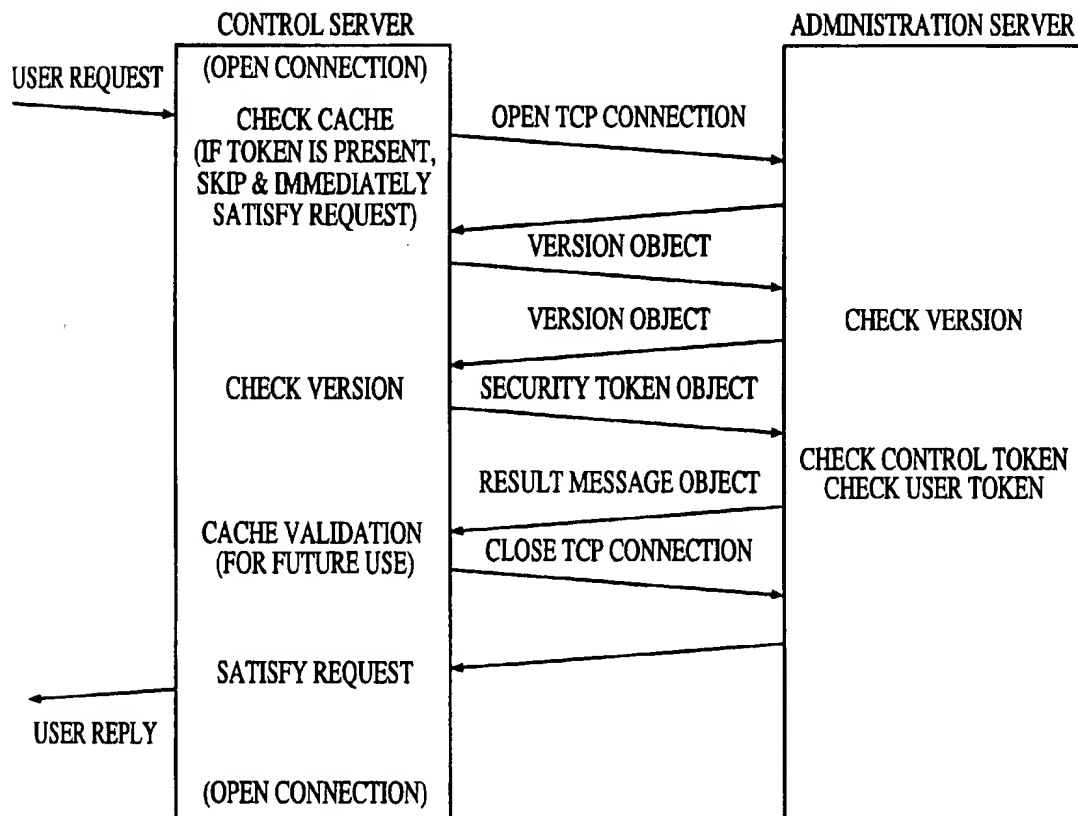 CONTROL SERVER
ADMINISTRATION SERVER
(OPEN CONNECTION)
USER REQUEST
CHECK CACHE
(IF TOKEN IS PRESENT,
SKIP & IMMEDIATELY
SATISFY REQUEST)
OPEN TCP CONNECTION
VERSION OBJECT
VERSION OBJECT
CHECK VERSION
CHECK VERSION
SECURITY TOKEN OBJECT
CHECK CONTROL TOKEN
CHECK USER TOKEN
RESULT MESSAGE OBJECT
CACHE VALIDATION
(FOR FUTURE USE)
CLOSE TCP CONNECTION
SATISFY REQUEST
USER REPLY
(OPEN CONNECTION)